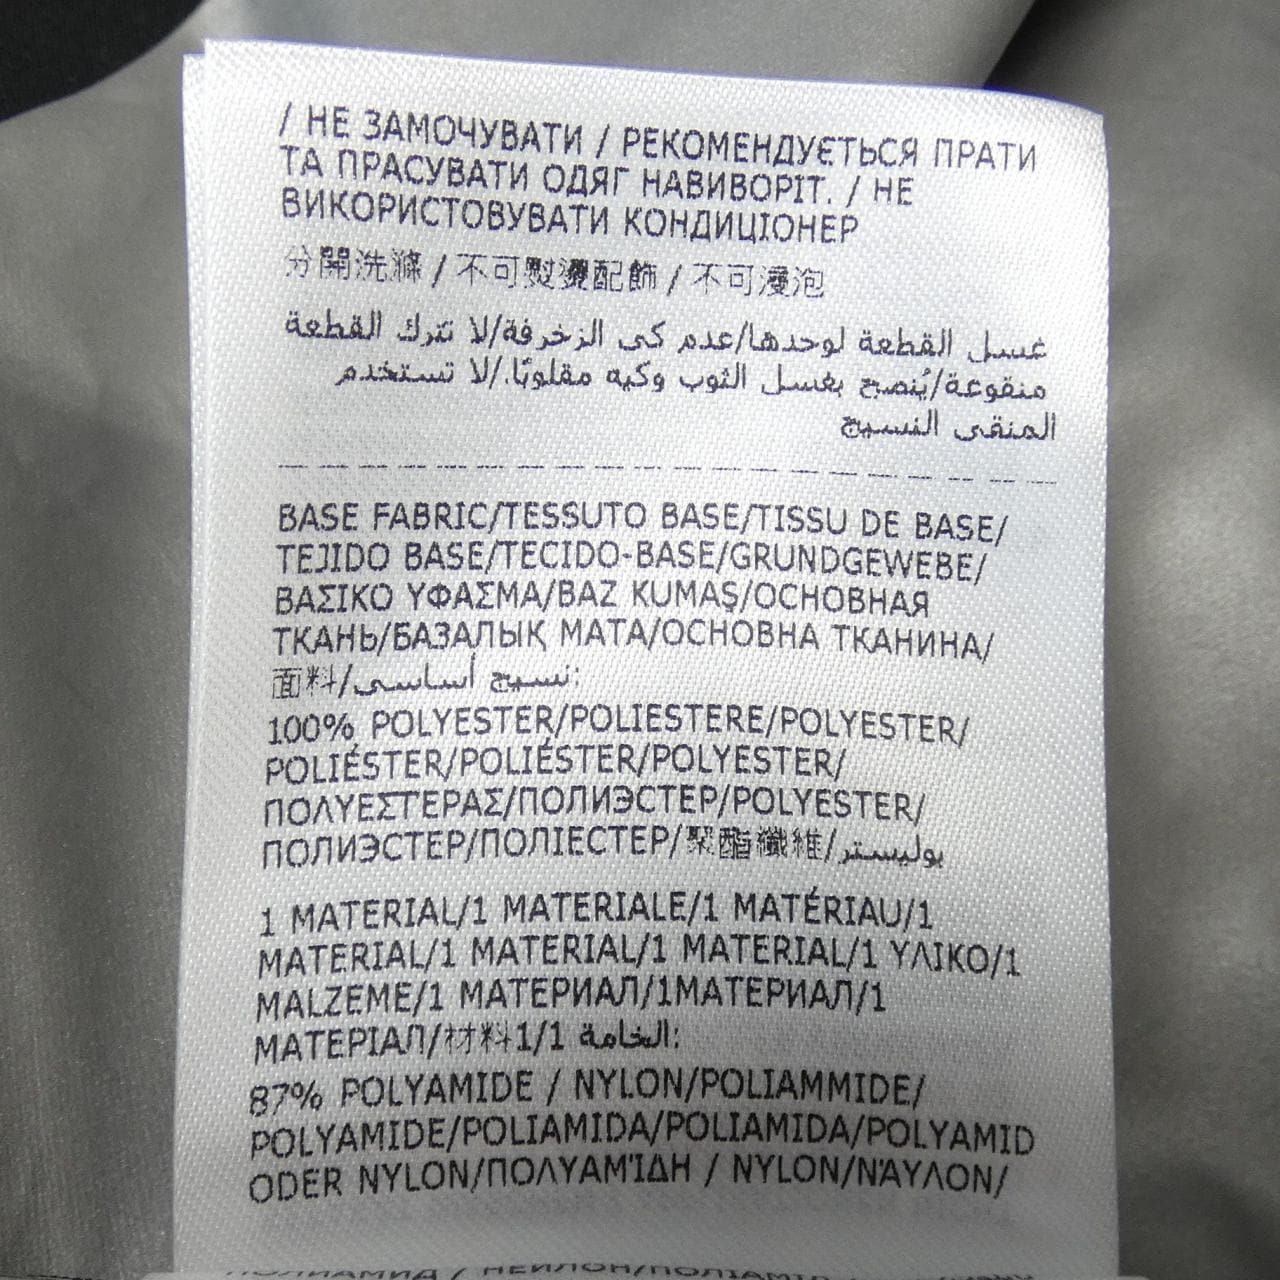 / НЕ ЗАМОЧУВАТИ / РЕКОМЕНДУЄТЬСЯ ПРАТИ
ТА ПРАСУВАТИ ОДЯГ НАВИВОРІТ. / НЕ
ВИКОРИСТОВУВАТИ КОНДИЦІОНЕР
分開洗滌 / 不可熨燙配飾 / 不可浸泡
غسل القطعة لوحدها/عدم كى الزخرفة/لا تترك القطعة
منقوعة/يُنصح بغسل الثوب وكيه مقلوبًا./لا تستخدم
المنقى النسيج
BASE FABRIC/TESSUTO BASE/TISSU DE BASE/
TEJIDO BASE/TECIDO-BASE/GRUNDGEWEBE/
ΒΑΣΙΚΟ ΥΦΑΣΜΑ/BAZ KUMAŞ/ОСНОВНАЯ
ТКАНЬ/БАЗАЛЫҚ МАТА/ОСНОВНА ТКАНИНА/
面料/نسيج أساسى:
100% POLYESTER/POLIESTERE/POLYESTER/
POLIÉSTER/POLIÉSTER/POLYESTER/
ΠΟΛΥΕΣΤΕΡΑΣ/ПОЛИЭСТЕР/POLYESTER/
ПОЛИЭСТЕР/ПОЛІЕСТЕР/聚酯纖維/بوليستر
1 MATERIAL/1 MATERIALE/1 MATÉRIAU/1
MATERIAL/1 MATERIAL/1 MATERIAL/1 ΥΛΙΚΟ/1
MALZEME/1 МАТЕРИАЛ/1МАТЕРИАЛ/1
МАТЕРІАЛ/材料1/1 الخامة:
87% POLYAMIDE / NYLON/POLIAMMIDE/
POLYAMIDE/POLIAMIDA/POLIAMIDA/POLYAMID
ODER NYLON/ΠΟΛΥΑΜΊΔΗ / NYLON/ΝΆΥΛΟΝ/